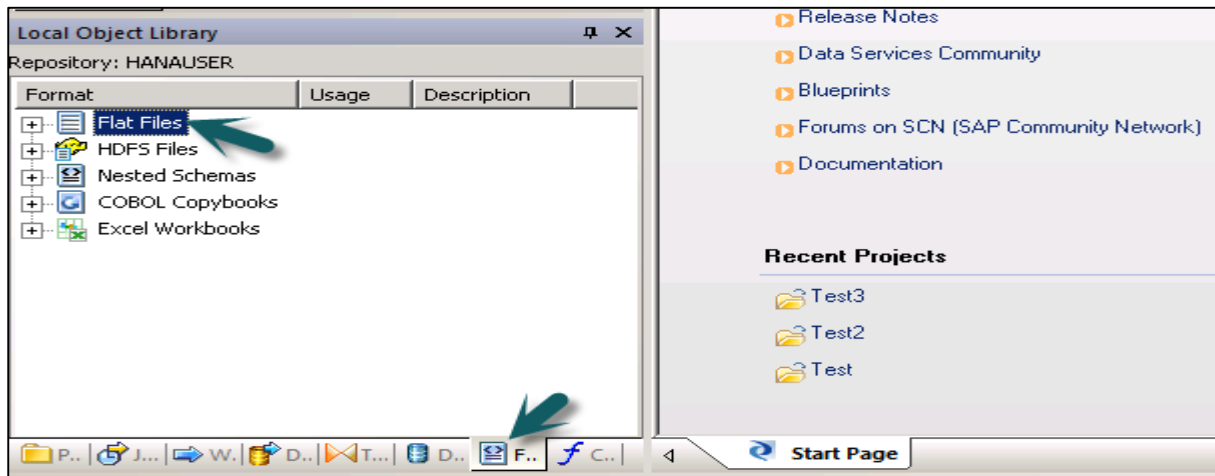 Local Object Library
Repository: HANAUSER
Format Usage Description
Flat Files
HDFS Files
Nested Schemas
COBOL Copybooks
Excel Workbooks
P.. J... W. D.. T... D.. F.. C..
Release Notes
Data Services Community
Blueprints
Forums on SCN (SAP Community Network)
Documentation
Recent Projects
Test3
Test2
Test
Start Page